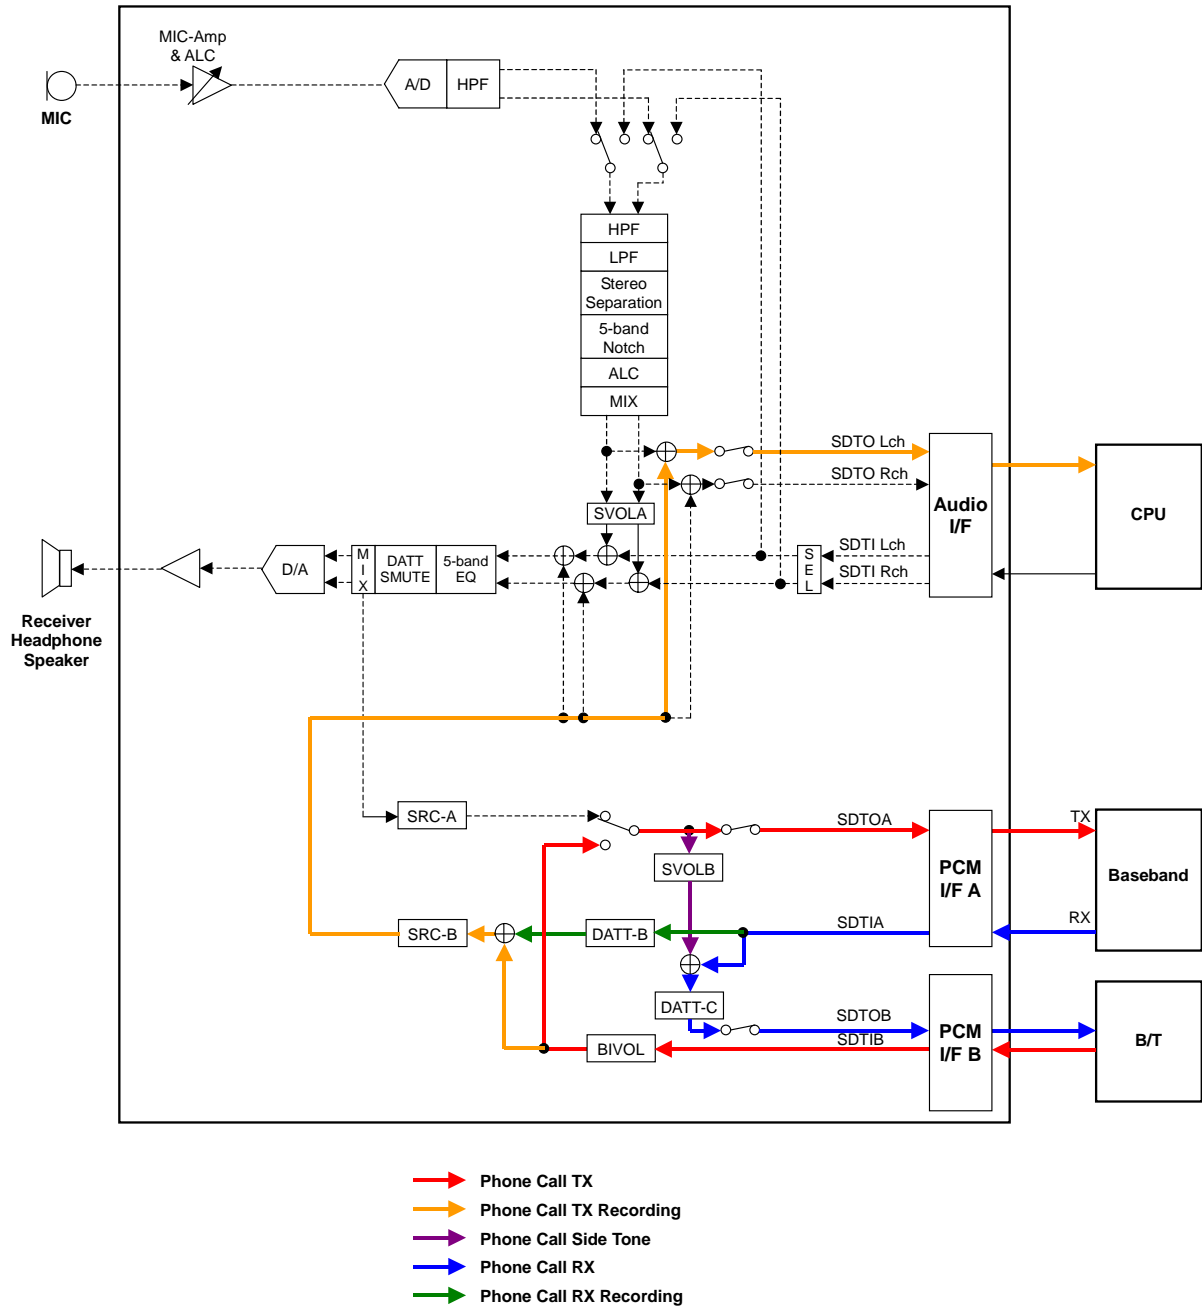 MIC-Amp
& ALC
MIC
A/D
HPF
HPF
LPF
Stereo
Separation
5-band
Notch
ALC
MIX
SDTO Lch
SDTO Rch
SVOLA
Audio
I/F
CPU
SDTI Lch
SDTI Rch
S
E
L
D/A
M
I
X
DATT
SMUTE
5-band
EQ
Receiver
Headphone
Speaker
SRC-A
SDTOA
TX
SVOLB
PCM
I/F A
Baseband
RX
SRC-B
DATT-B
SDTIA
DATT-C
SDTOB
SDTIB
BIVOL
PCM
I/F B
B/T
Phone Call TX
Phone Call TX Recording
Phone Call Side Tone
Phone Call RX
Phone Call RX Recording